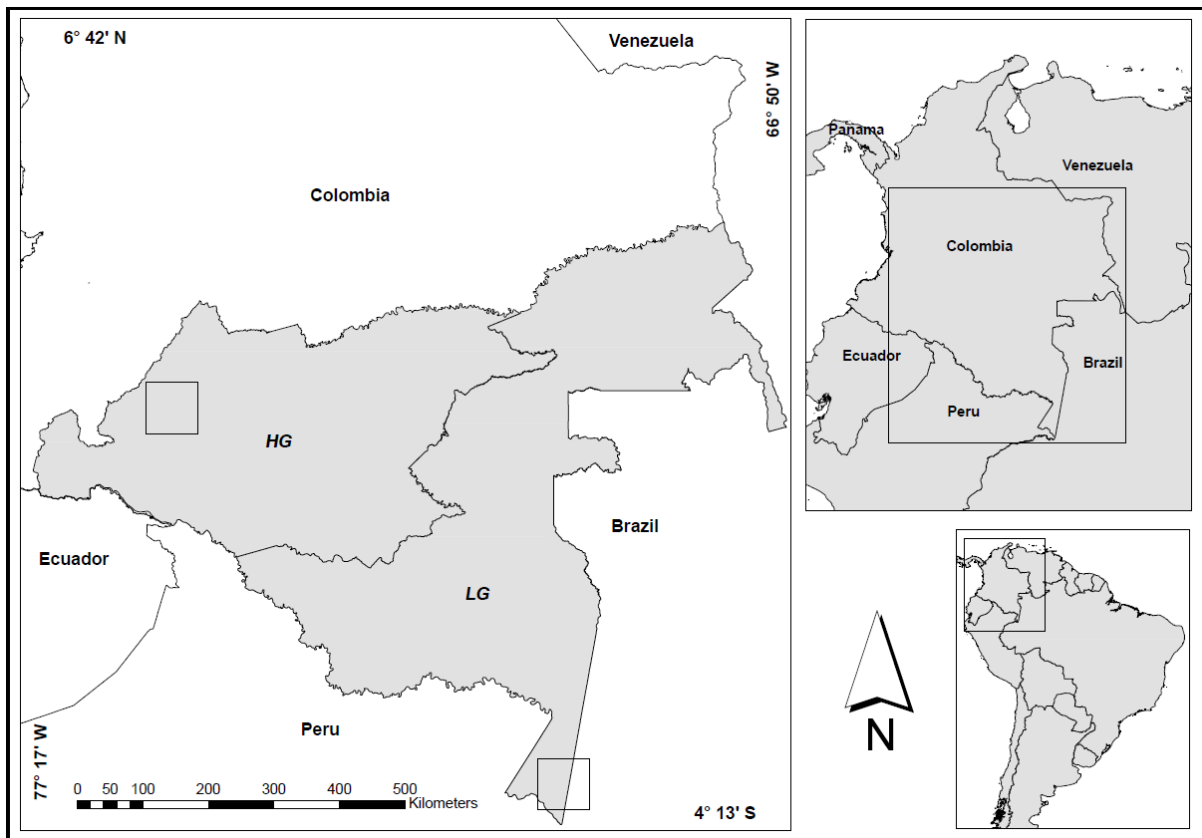 6° 42' N
Venezuela
66° 50' W
Colombia
HG
Ecuador
Brazil
LG
Peru
77° 17' W
0 50 100 200 300 400 500
Kilometers
4° 13' S
Panama
Venezuela
Colombia
Ecuador
Brazil
Peru
N